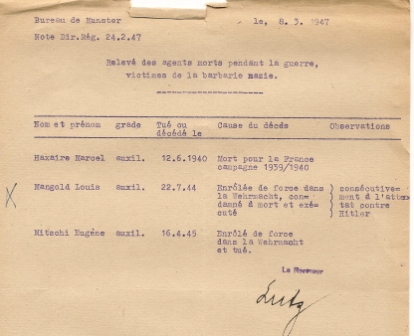 Bureau de Munster le, 8. 3. 1947
Note Dir.Rég. 24.2.47
Relevé des agents morts pendant la guerre,
victimes de la barbarie nazie.
Nom et prénom grade Tué ou décédé le Cause du décés Observations
Haxaire Marcel auxil. 12.6.1940 Mort pour la France
campagne 1939/1940
Mangold Louis auxil. 22.7.44 Enrôlée de force dans } consécutive=
la Wehrmacht, con= ment à l'atten
damné à mort et exé= tat contre
cuté Hitler
Nitschi Eugéne auxil. 16.4.45 Enrôlé de force
dans la Wehrmacht
et tué.
Le Receveur
Lutz